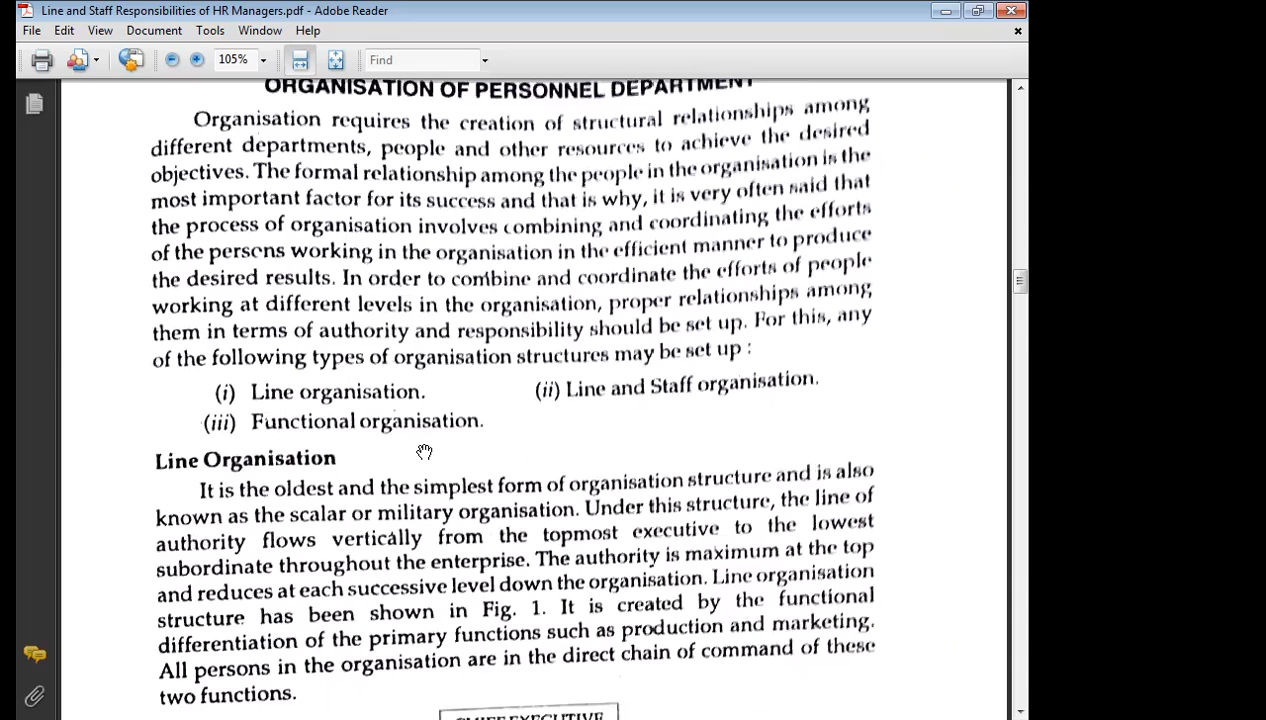 Line and Staff Responsibilities of HR Managers.pdf - Adobe Reader
File Edit View Document Tools Window Help
105% Find
ORGANISATION OF PERSONNEL DEPARTMENT
Organisation requires the creation of structural relationships among
different departments, people and other resources to achieve the desired
objectives. The formal relationship among the people in the organisation is the
most important factor for its success and that is why, it is very often said that
the process of organisation involves combining and coordinating the efforts
of the persons working in the organisation in the efficient manner to produce
the desired results. In order to combine and coordinate the efforts of people
working at different levels in the organisation, proper relationships among
them in terms of authority and responsibility should be set up. For this, any
of the following types of organisation structures may be set up :
(i) Line organisation. (ii) Line and Staff organisation.
(iii) Functional organisation.
Line Organisation
It is the oldest and the simplest form of organisation structure and is also
known as the scalar or military organisation. Under this structure, the line of
authority flows vertically from the topmost executive to the lowest
subordinate throughout the enterprise. The authority is maximum at the top
and reduces at each successive level down the organisation. Line organisation
structure has been shown in Fig. 1. It is created by the functional
differentiation of the primary functions such as production and marketing.
All persons in the organisation are in the direct chain of command of these
two functions.
CHIEF EXECUTIVE